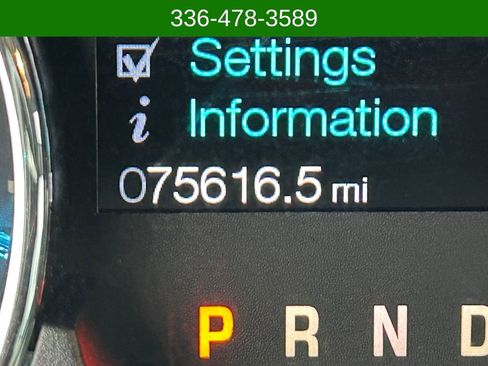 336-478-3589
Settings
i Information
075616.5 mi
P R N D